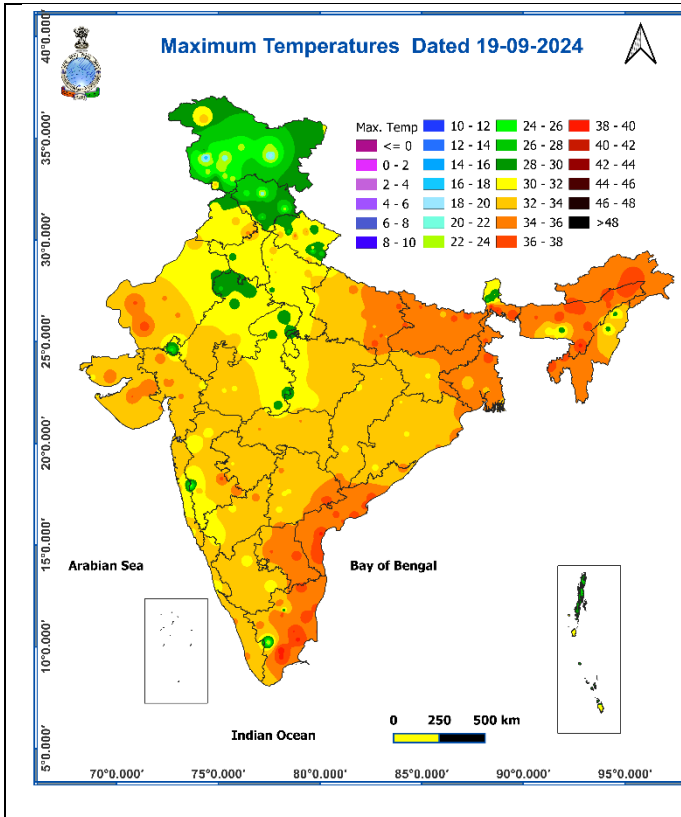 Maximum Temperatures Dated 19-09-2024
Max. Temp
<= 0
0 - 2
2 - 4
4 - 6
6 - 8
8 - 10
10 - 12
12 - 14
14 - 16
16 - 18
18 - 20
20 - 22
22 - 24
24 - 26
26 - 28
28 - 30
30 - 32
32 - 34
34 - 36
36 - 38
38 - 40
40 - 42
42 - 44
44 - 46
46 - 48
>48
40°0.000'
35°0.000'
30°0.000'
25°0.000'
20°0.000'
15°0.000'
10°0.000'
5°0.000'
Arabian Sea
Bay of Bengal
Indian Ocean
0 250 500 km
70°0.000' 75°0.000' 80°0.000' 85°0.000' 90°0.000' 95°0.000'